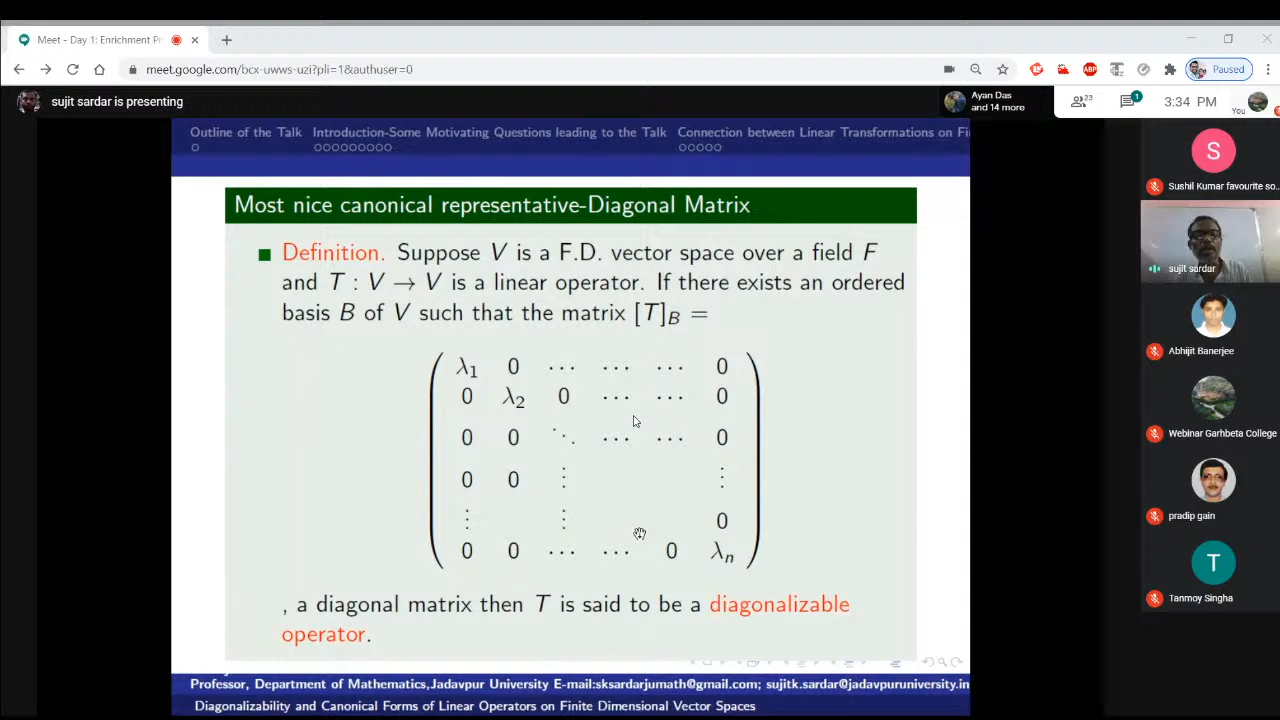 Meet - Day 1: Enrichment Pr
meet.google.com/bcx-uwws-uzi?pli=1&authuser=0
ABP
Paused
sujit sardar is presenting
Ayan Das
and 14 more
23
1
3:34 PM
You
Outline of the Talk
Introduction-Some Motivating Questions leading to the Talk
Connection between Linear Transformations on Fi
Most nice canonical representative-Diagonal Matrix
Definition. Suppose V is a F.D. vector space over a field F
and T : V → V is a linear operator. If there exists an ordered
basis B of V such that the matrix [T]B =
λ1 0 ⋯ ⋯ ⋯ 0
0 λ2 0 ⋯ ⋯ 0
0 0 ⋱ ⋯ ⋯ 0
0 0 ⋮ ⋮
⋮ ⋮ 0
0 0 ⋯ ⋯ 0 λn
, a diagonal matrix then T is said to be a diagonalizable
operator.
Professor, Department of Mathematics,Jadavpur University E-mail:sksardarjumath@gmail.com; sujitk.sardar@jadavpuruniversity.in
Diagonalizability and Canonical Forms of Linear Operators on Finite Dimensional Vector Spaces
S
Sushil Kumar favourite so...
sujit sardar
Abhijit Banerjee
Webinar Garhbeta College
pradip gain
T
Tanmoy Singha